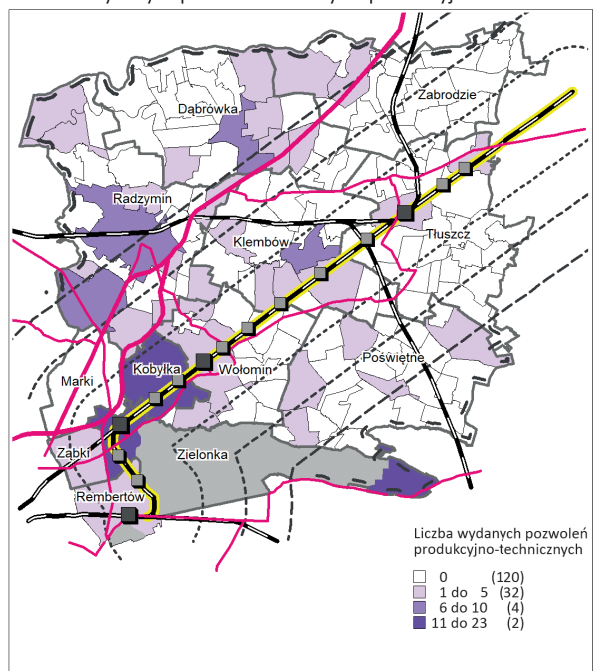 Dąbrówka
Zabrodzie
Radzymin
Klembów
Tłuszcz
Marki
Kobyłka
Wołomin
Poświętne
Ząbki
Zielonka
Rembertów
Liczba wydanych pozwoleń
produkcyjno-technicznych
0 (120)
1 do 5 (32)
6 do 10 (4)
11 do 23 (2)